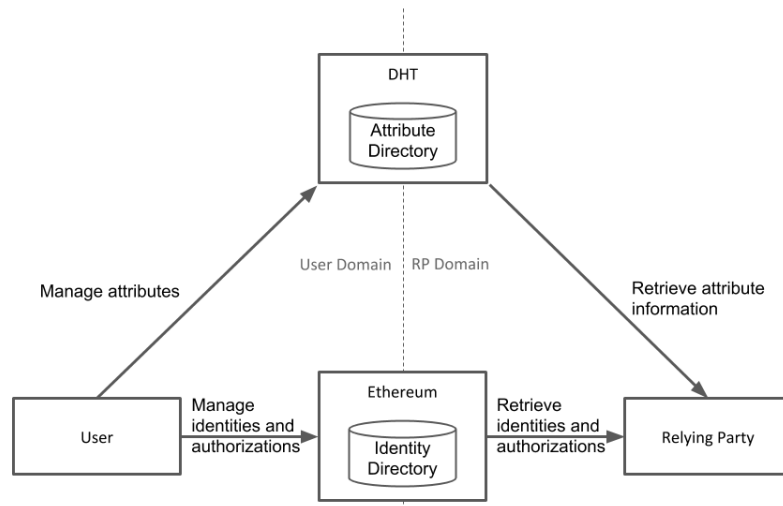 DHT
Attribute
Directory
User Domain
RP Domain
Manage attributes
Retrieve attribute
information
User
Manage
identities and
authorizations
Ethereum
Identity
Directory
Retrieve
identities and
authorizations
Relying Party